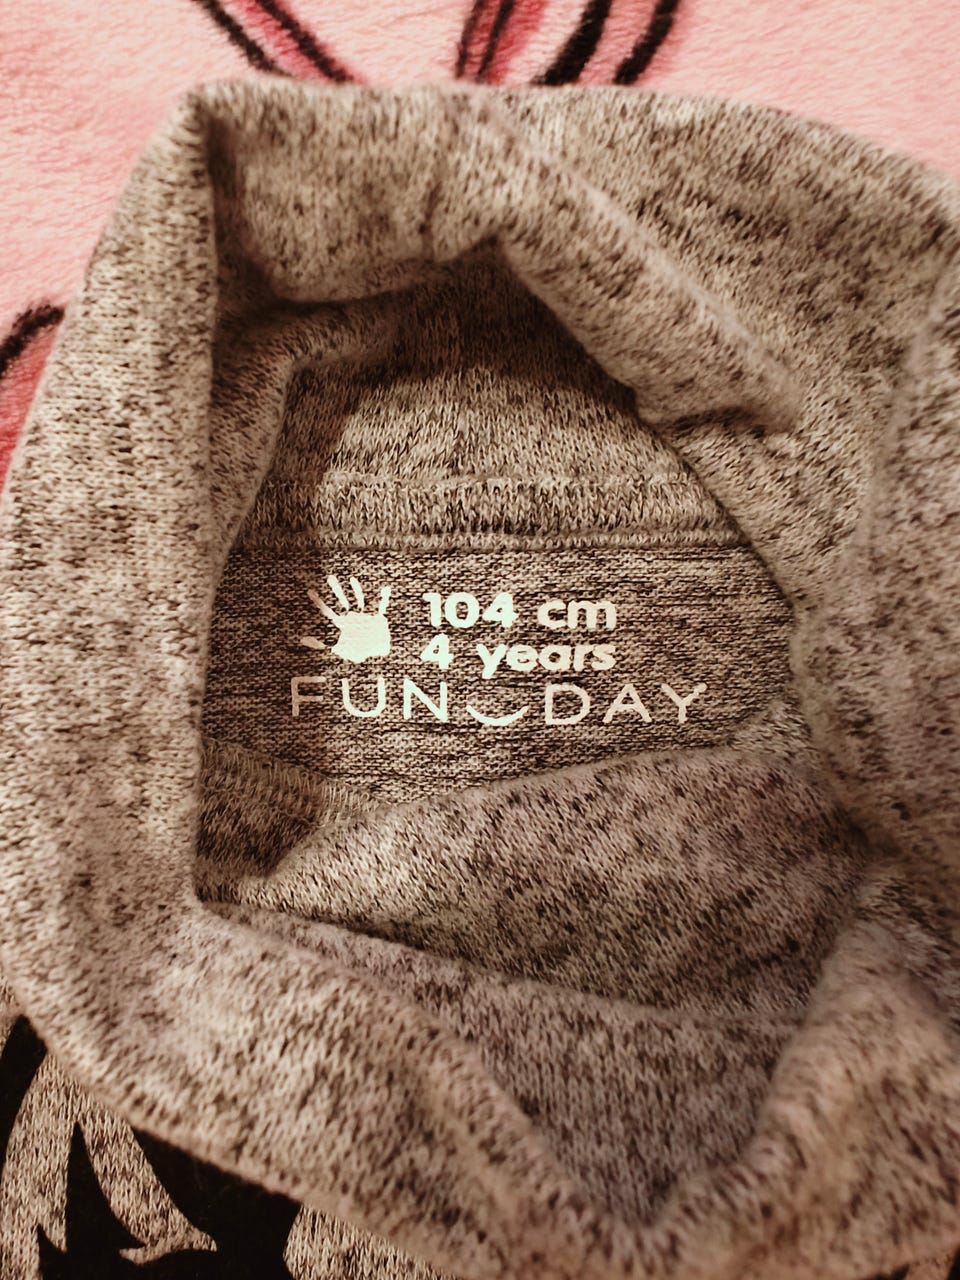 104 cm
4 years
FUN DAY